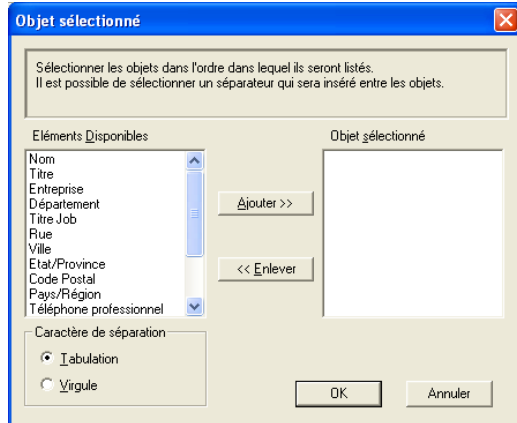 Objet sélectionné
Sélectionner les objets dans l'ordre dans lequel ils seront listés.
Il est possible de sélectionner un séparateur qui sera inséré entre les objets.
Eléments Disponibles
Objet sélectionné
Nom
Titre
Entreprise
Département
Titre Job
Rue
Ville
Etat/Province
Code Postal
Pays/Région
Téléphone professionnel
Ajouter >>
<< Enlever
Caractère de séparation
Tabulation
Virgule
OK
Annuler